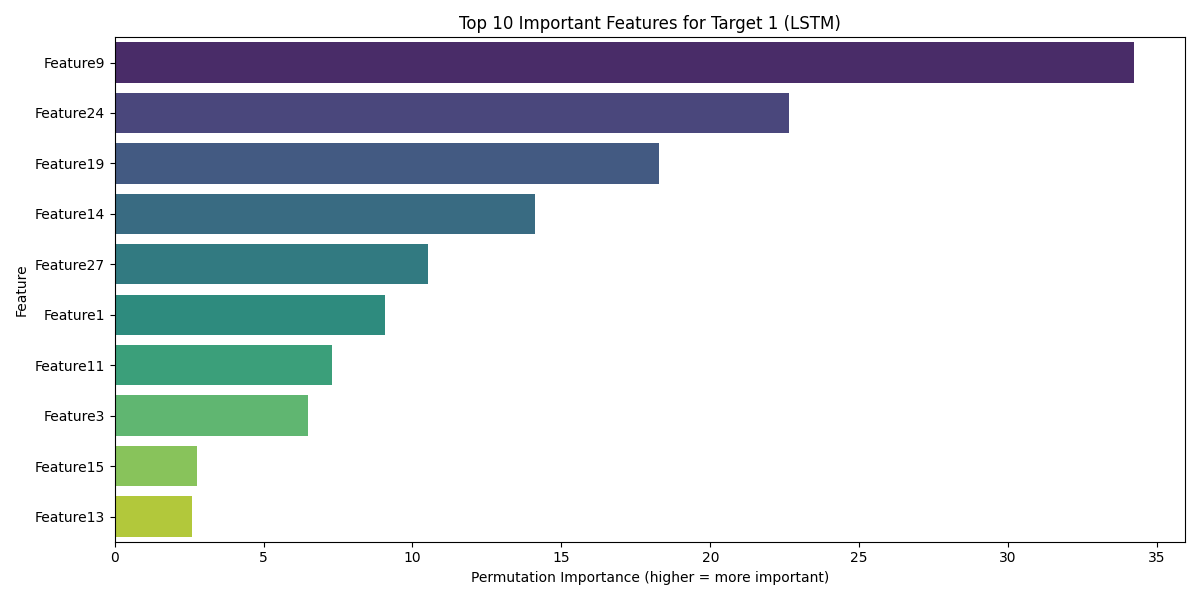 Top 10 Important Features for Target 1 (LSTM)
Feature
Feature9
Feature24
Feature19
Feature14
Feature27
Feature1
Feature11
Feature3
Feature15
Feature13
0 5 10 15 20 25 30 35
Permutation Importance (higher = more important)